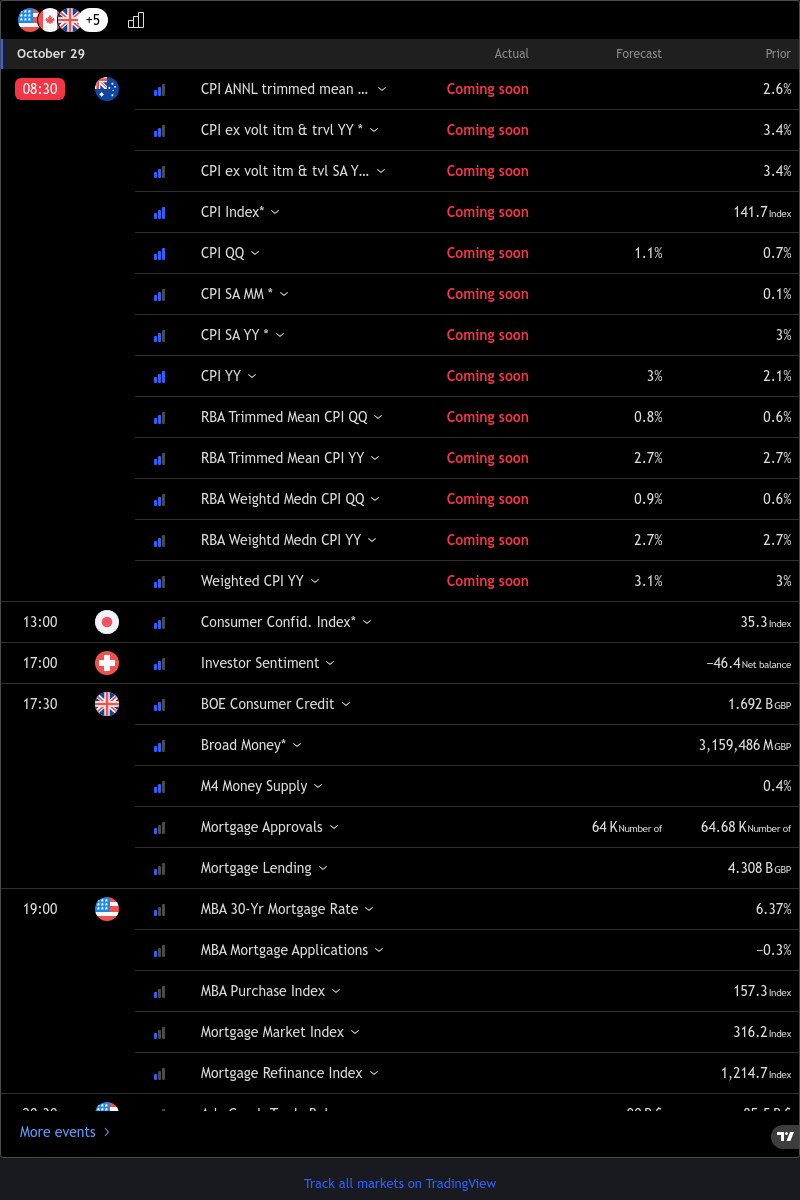 +5
October 29 Actual Forecast Prior
08:30 CPI ANNL trimmed mean ... Coming soon 2.6%
CPI ex volt itm & trvl YY * Coming soon 3.4%
CPI ex volt itm & tvl SA Y... Coming soon 3.4%
CPI Index* Coming soon 141.7 Index
CPI QQ Coming soon 1.1% 0.7%
CPI SA MM * Coming soon 0.1%
CPI SA YY * Coming soon 3%
CPI YY Coming soon 3% 2.1%
RBA Trimmed Mean CPI QQ Coming soon 0.8% 0.6%
RBA Trimmed Mean CPI YY Coming soon 2.7% 2.7%
RBA Weightd Medn CPI QQ Coming soon 0.9% 0.6%
RBA Weightd Medn CPI YY Coming soon 2.7% 2.7%
Weighted CPI YY Coming soon 3.1% 3%
13:00 Consumer Confid. Index* 35.3 Index
17:00 Investor Sentiment −46.4 Net balance
17:30 BOE Consumer Credit 1.692 B GBP
Broad Money* 3,159,486 M GBP
M4 Money Supply 0.4%
Mortgage Approvals 64 K Number of 64.68 K Number of
Mortgage Lending 4.308 B GBP
19:00 MBA 30-Yr Mortgage Rate 6.37%
MBA Mortgage Applications −0.3%
MBA Purchase Index 157.3 Index
Mortgage Market Index 316.2 Index
Mortgage Refinance Index 1,214.7 Index
More events
Track all markets on TradingView